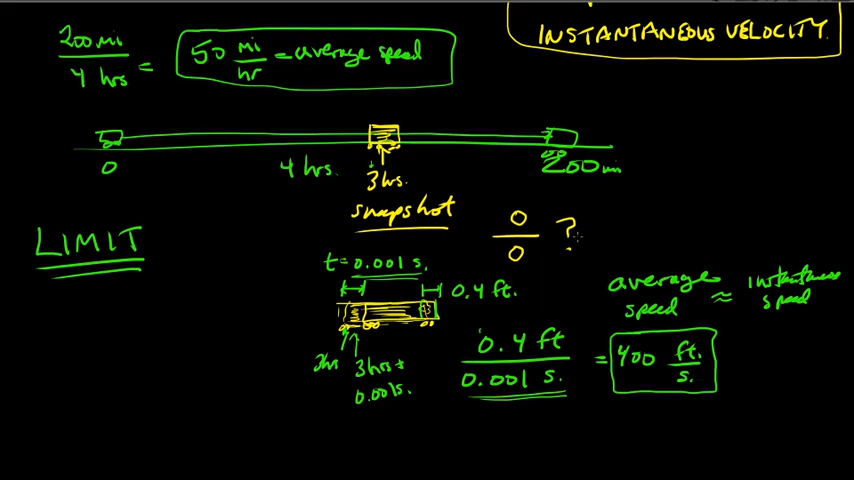 INSTANTANEOUS VELOCITY
200 mi
4 hrs
=
50 mi
hr
= average speed
0
4 hrs.
3 hrs.
200 mi
snapshot
LIMIT
0
0
?
t = 0.001 s.
0.4 ft.
average
speed
≈
instantaneous
speed
3 hrs
3 hrs +
0.001 s.
0.4 ft
0.001 s.
=
400 ft.
s.